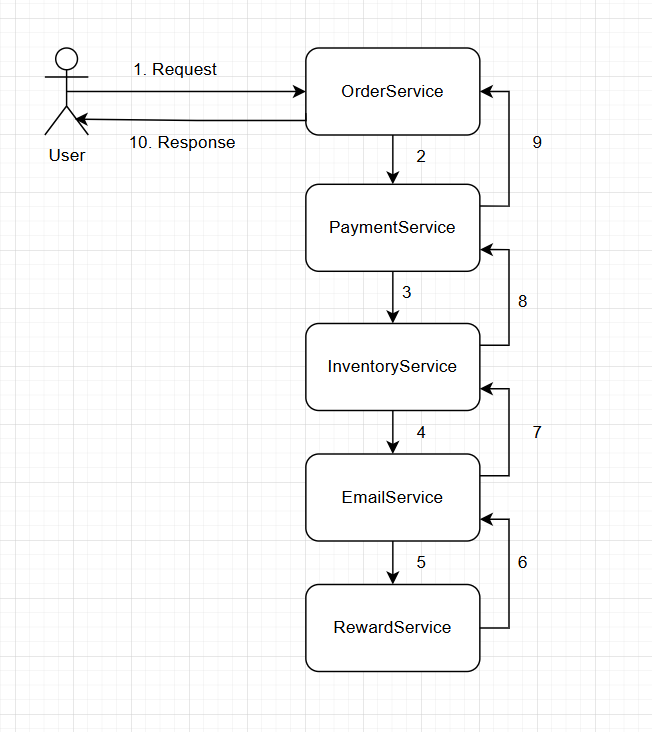 1. Request
OrderService
10. Response
User
2
9
PaymentService
3
8
InventoryService
4
7
EmailService
5
6
RewardService